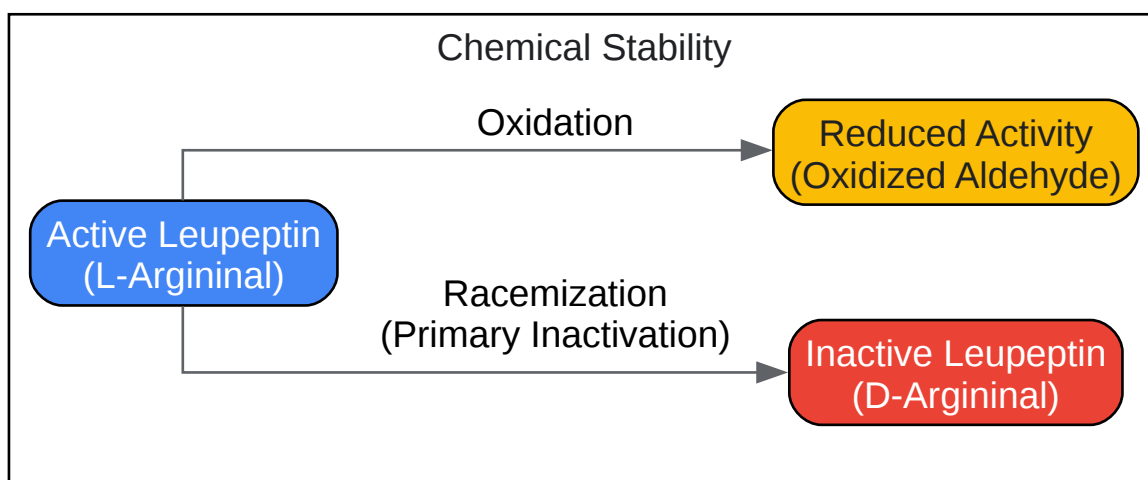 Chemical Stability
Oxidation
Reduced Activity
(Oxidized Aldehyde)
Active Leupeptin
(L-Argininal)
Racemization
(Primary Inactivation)
Inactive Leupeptin
(D-Argininal)